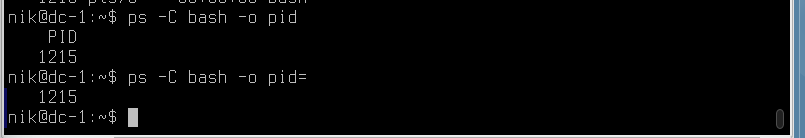 nik@dc-1:~$ ps -C bash -o pid
PID
1215
nik@dc-1:~$ ps -C bash -o pid=
1215
nik@dc-1:~$